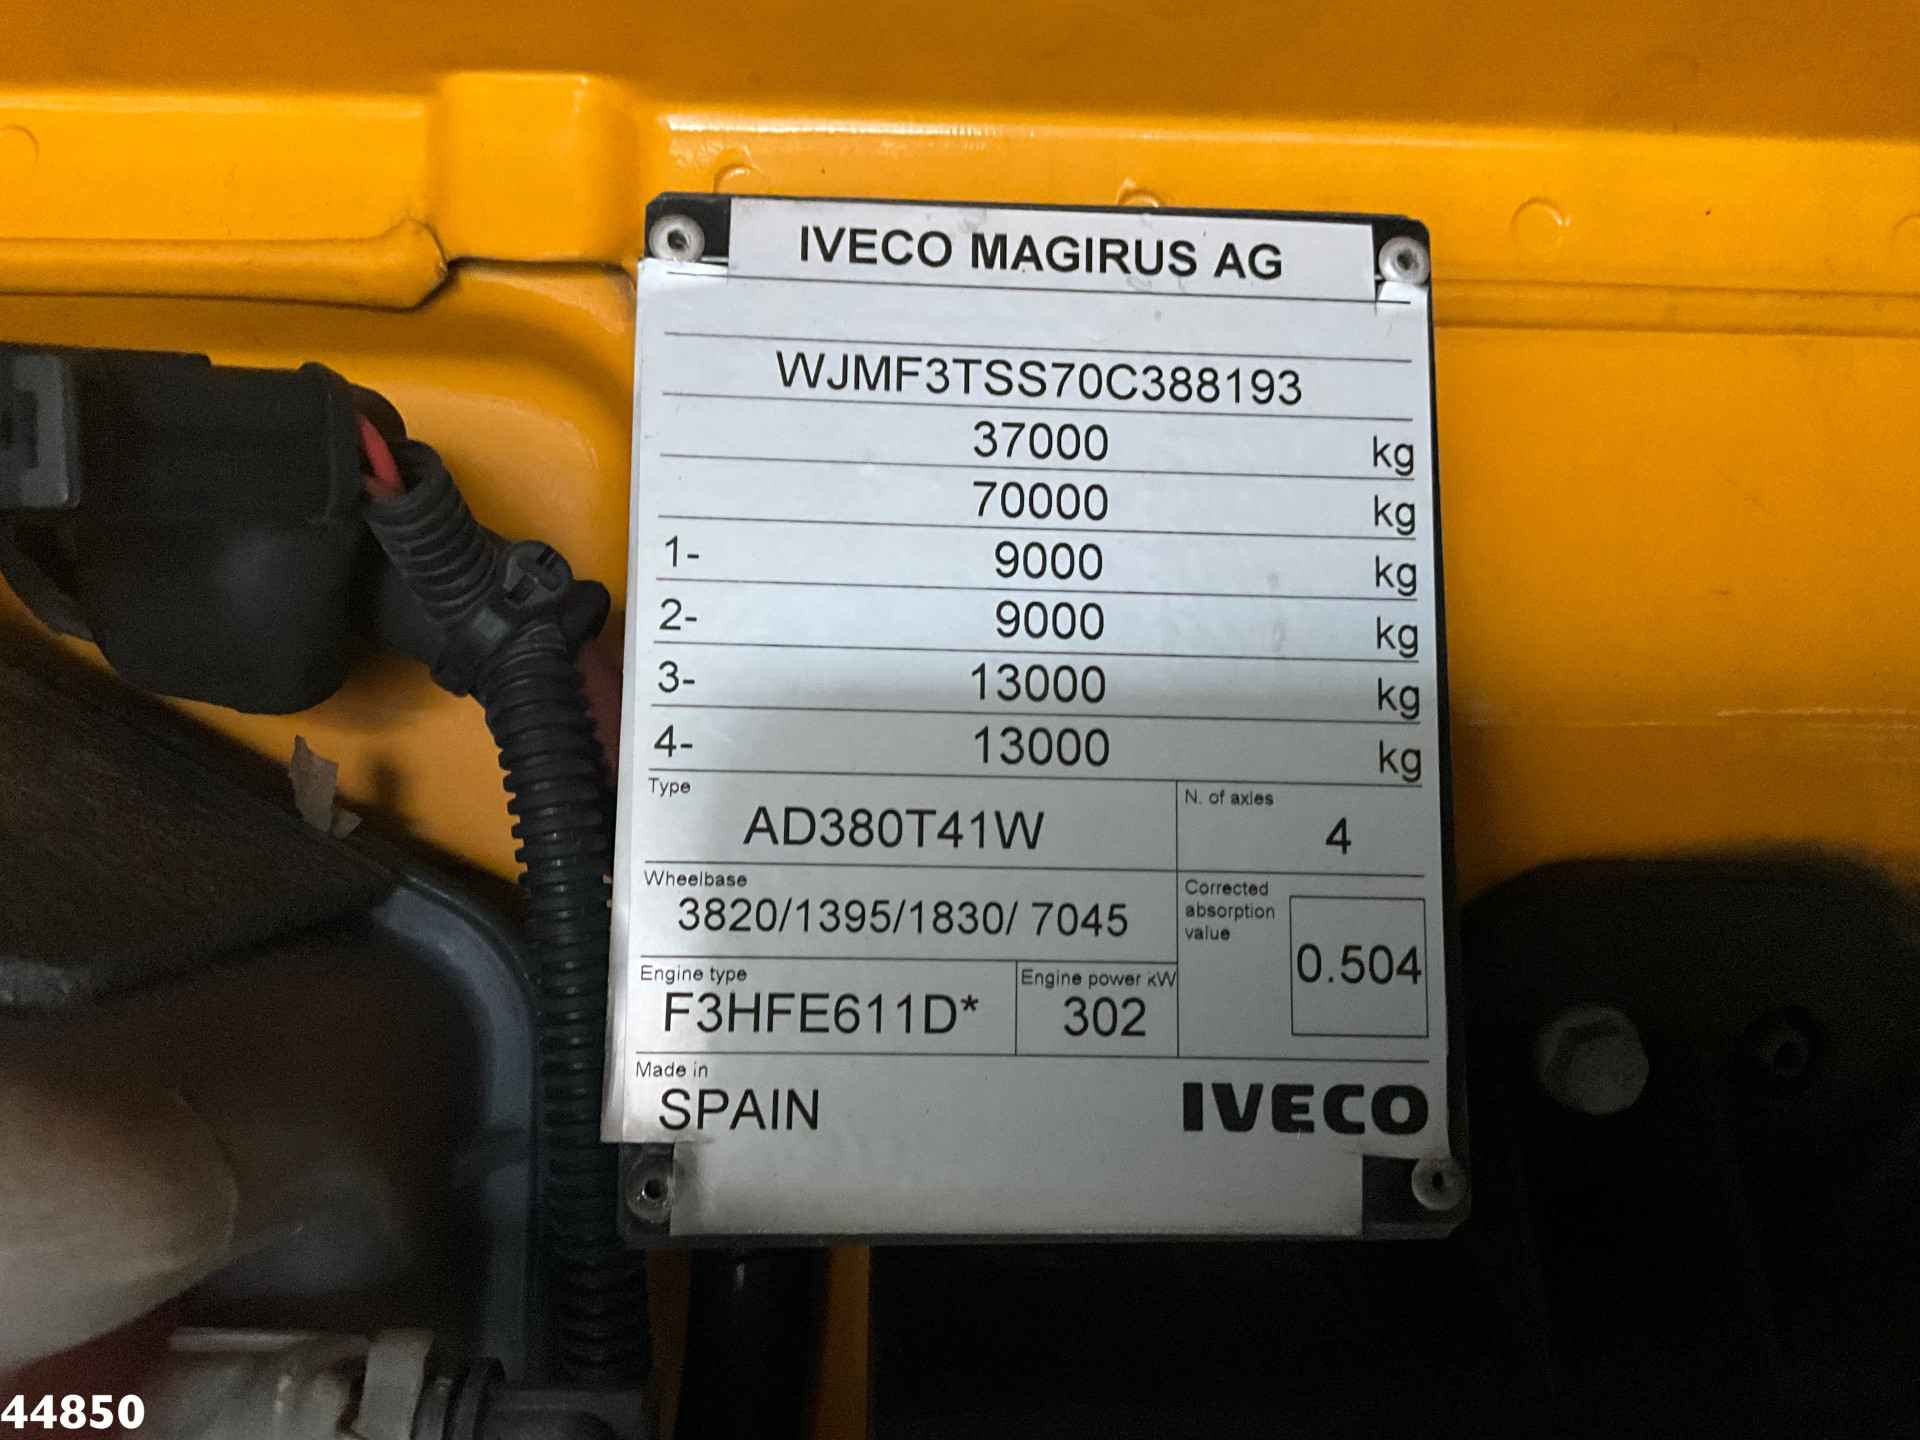 IVECO MAGIRUS AG
WJMF3TSS70C388193
37000 kg
70000 kg
1- 9000 kg
2- 9000 kg
3- 13000 kg
4- 13000 kg
Type
AD380T41W
N. of axles
4
Wheelbase
3820/1395/1830/ 7045
Corrected
absorption
value
0.504
Engine type
F3HFE611D*
Engine power kW
302
Made in
SPAIN
IVECO
44850